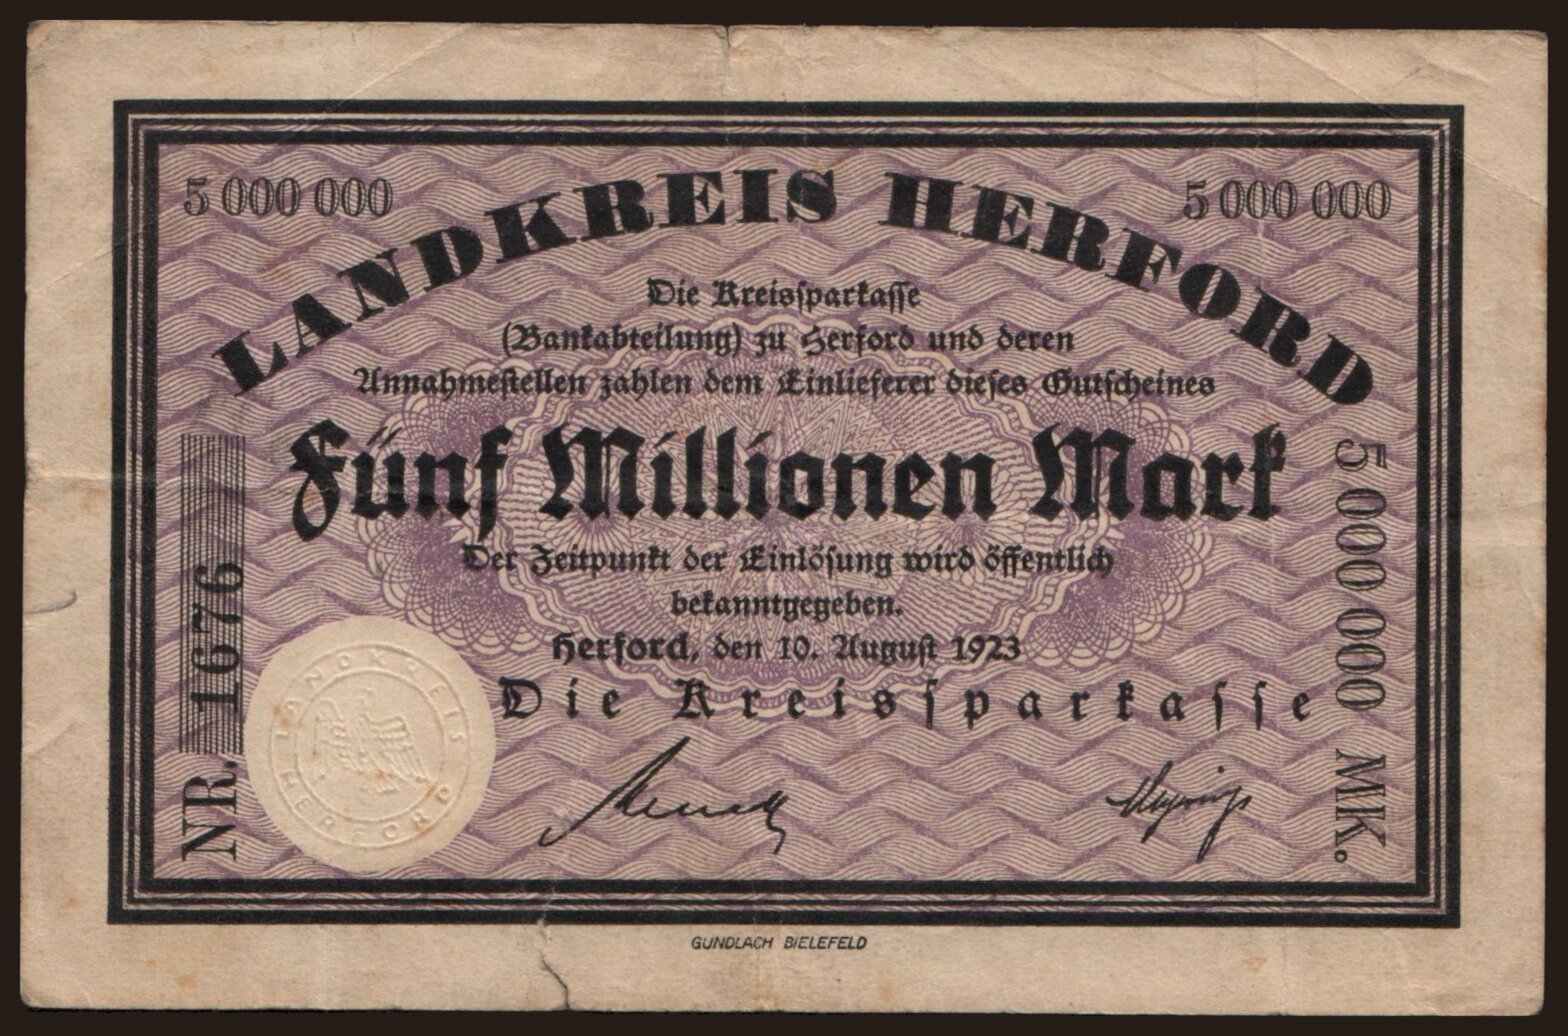 5 000 000
5 000 000
LANDKREIS HERFORD
Die Kreissparkasse
(Bankabteilung) zu Herford und deren
Annahmestellen zahlen dem Einlieferer dieses Gutscheines
Fünf Millionen Mark
Der Zeitpunkt der Einlösung wird öffentlich
bekanntgegeben.
Herford, den 10. August 1923
Die Kreissparkasse
NR. 16776
5 000 000 MK.
LANDKREIS HERFORD
GUNDLACH BIELEFELD